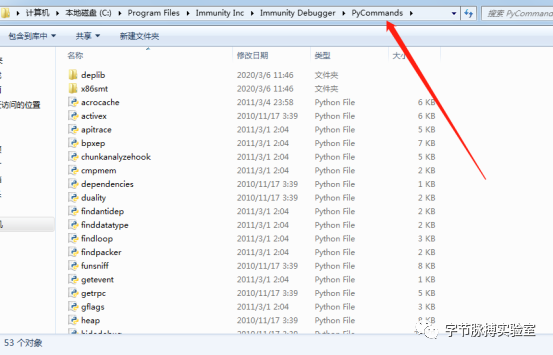 计算机 ▸ 本地磁盘 (C:) ▸ Program Files ▸ Immunity Inc ▸ Immunity Debugger ▸ PyCommands ▸ 搜索 PyCommand
包含到库中 ▼ 共享 ▼ 新建文件夹
名称 修改日期 类型 大小
deplib 2020/3/6 11:46 文件夹
x86smt 2020/3/6 11:46 文件夹
acrocache 2011/3/4 23:58 Python File 6 KB
访问的位置 activex 2010/11/17 3:39 Python File 6 KB
apitrace 2011/3/1 2:04 Python File 5 KB
bpxep 2011/3/1 2:04 Python File 7 KB
chunkanalyzehook 2011/3/1 2:04 Python File 5 KB
cmpmem 2011/3/1 2:04 Python File 2 KB
dependencies 2010/11/17 3:39 Python File 1 KB
duality 2010/11/17 3:39 Python File 2 KB
findantidep 2011/3/1 2:04 Python File 2 KB
finddatatype 2011/3/1 2:04 Python File 2 KB
findloop 2011/3/1 2:04 Python File 3 KB
findpacker 2011/3/1 2:04 Python File 2 KB
funsniff 2010/11/17 3:39 Python File 8 KB
getevent 2011/3/1 2:04 Python File 1 KB
getrpc 2010/11/17 3:39 Python File 5 KB
gflags 2011/3/1 2:04 Python File 3 KB
heap 2010/11/17 3:39 Python File
53 个对象
字节脉搏实验室